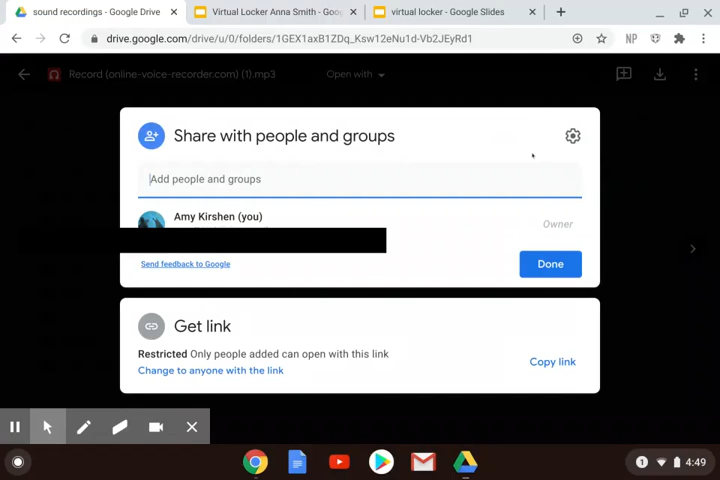 sound recordings - Google Drive
Virtual Locker Anna Smith - Goo
virtual locker - Google Slides
drive.google.com/drive/u/0/folders/1GEX1axB1ZDq_Ksw12eNu1d-Vb2JEyRd1
NP
Record (online-voice-recorder.com) (1).mp3
Open with
Share with people and groups
Add people and groups
Amy Kirshen (you)
Owner
Send feedback to Google
Done
Get link
Restricted Only people added can open with this link
Change to anyone with the link
Copy link
1
4:49